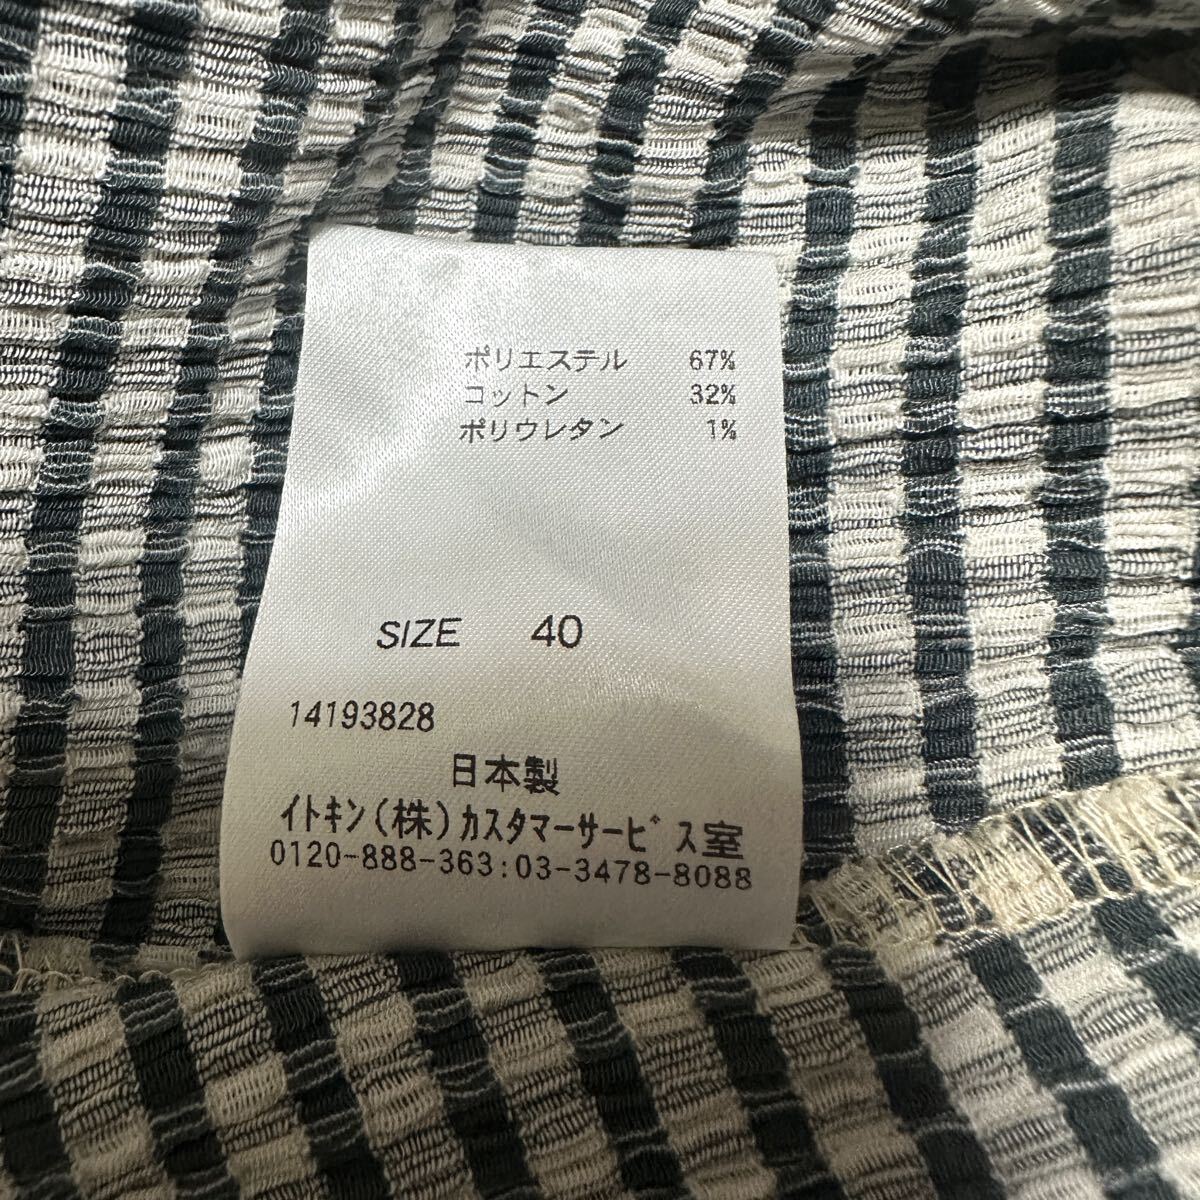 ポリエステル 67%
コットン 32%
ポリウレタン 1%
SIZE 40
14193828
日本製
イトキン(株)カスタマーサービス室
0120-888-363:03-3478-8088